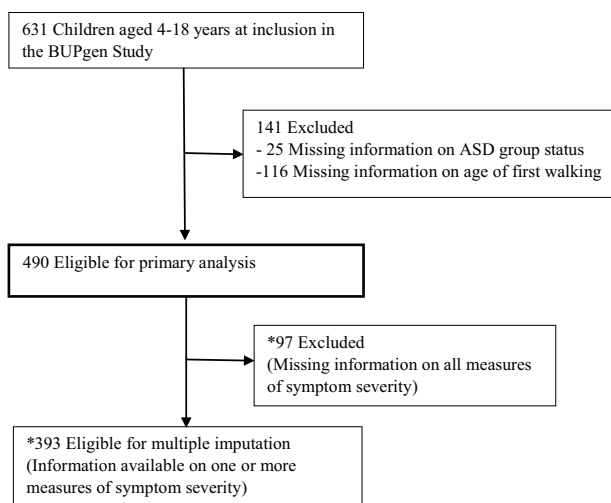 631 Children aged 4-18 years at inclusion in
the BUPgen Study
141 Excluded
- 25 Missing information on ASD group status
-116 Missing information on age of first walking
490 Eligible for primary analysis
*97 Excluded
(Missing information on all measures
of symptom severity)
*393 Eligible for multiple imputation
(Information available on one or more
measures of symptom severity)